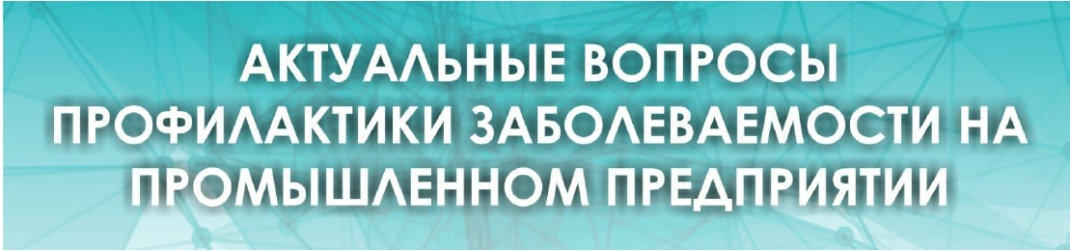 АКТУАЛЬНЫЕ ВОПРОСЫ
ПРОФИЛАКТИКИ ЗАБОЛЕВАЕМОСТИ НА
ПРОМЫШЛЕННОМ ПРЕДПРИЯТИИ